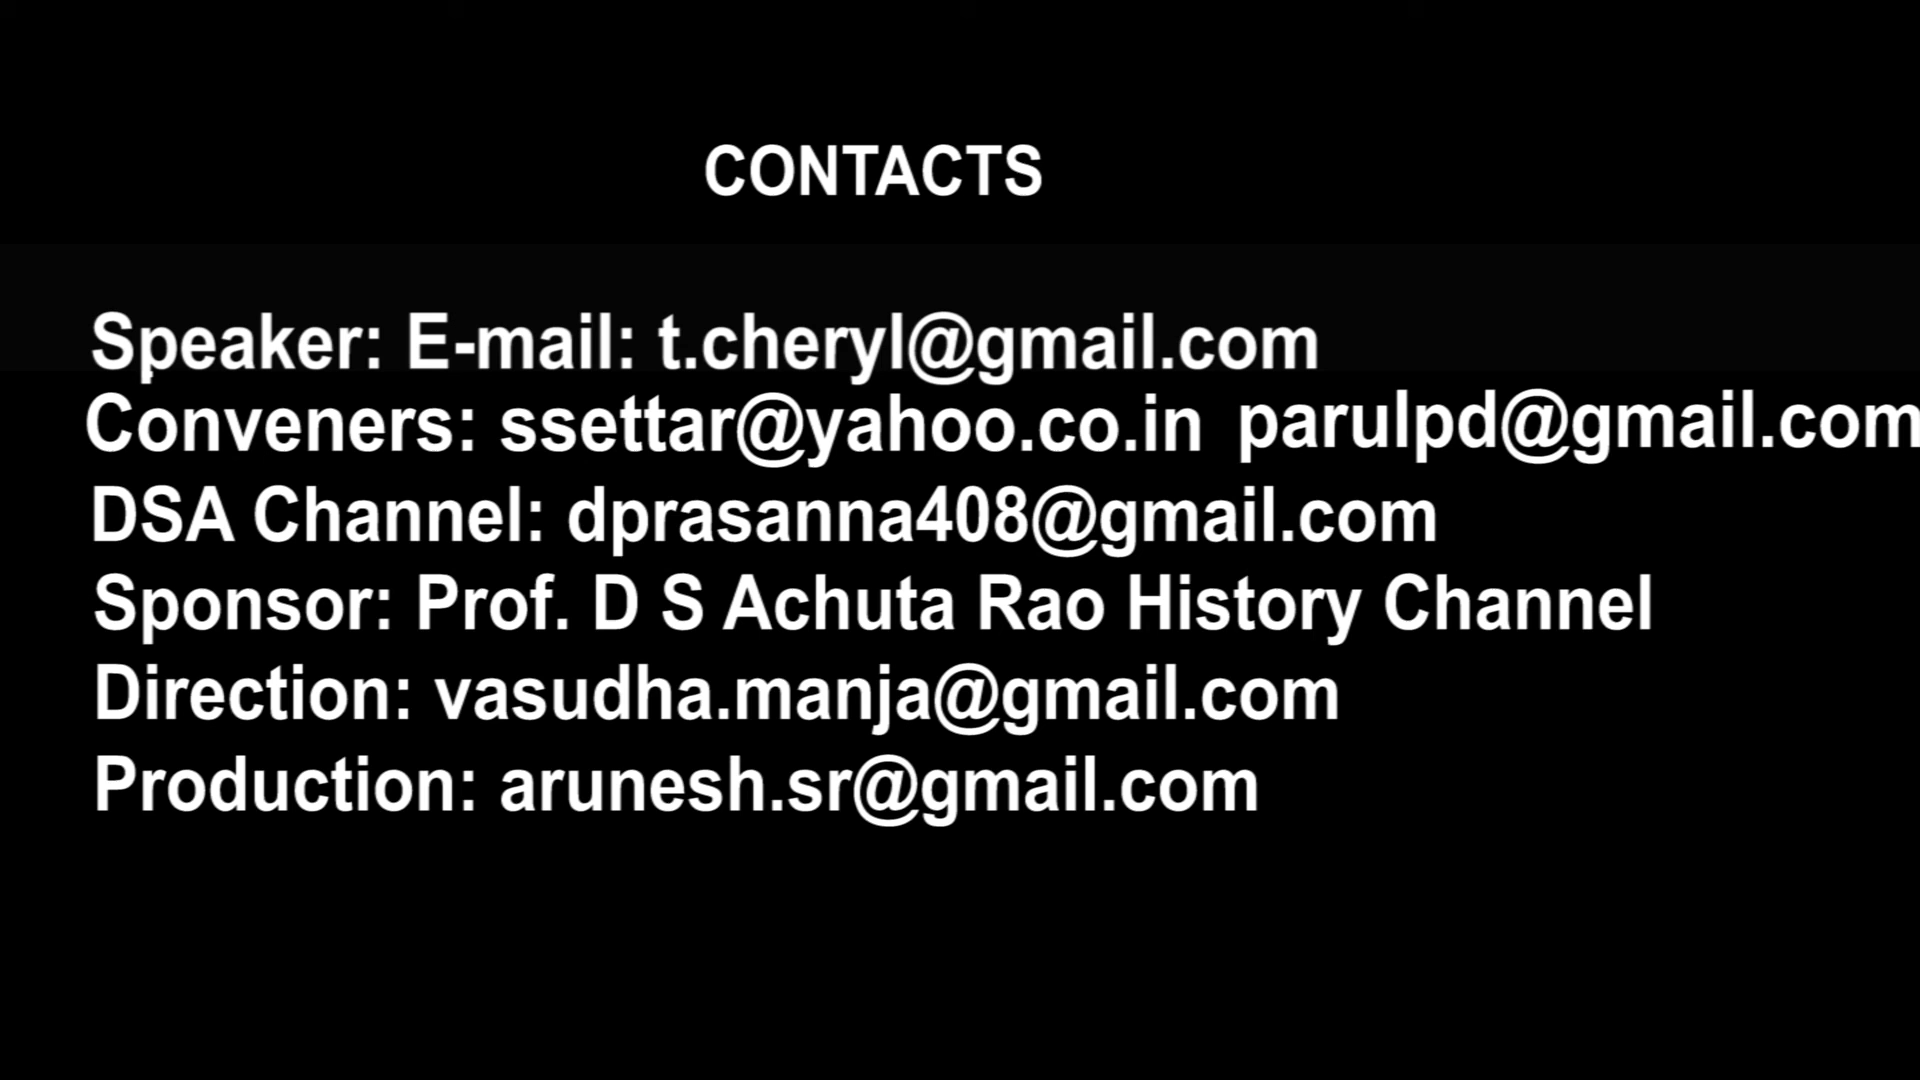 CONTACTS
Speaker: E-mail: t.cheryl@gmail.com
Conveners: ssettar@yahoo.co.in parulpd@gmail.com
DSA Channel: dprasanna408@gmail.com
Sponsor: Prof. D S Achuta Rao History Channel
Direction: vasudha.manja@gmail.com
Production: arunesh.sr@gmail.com